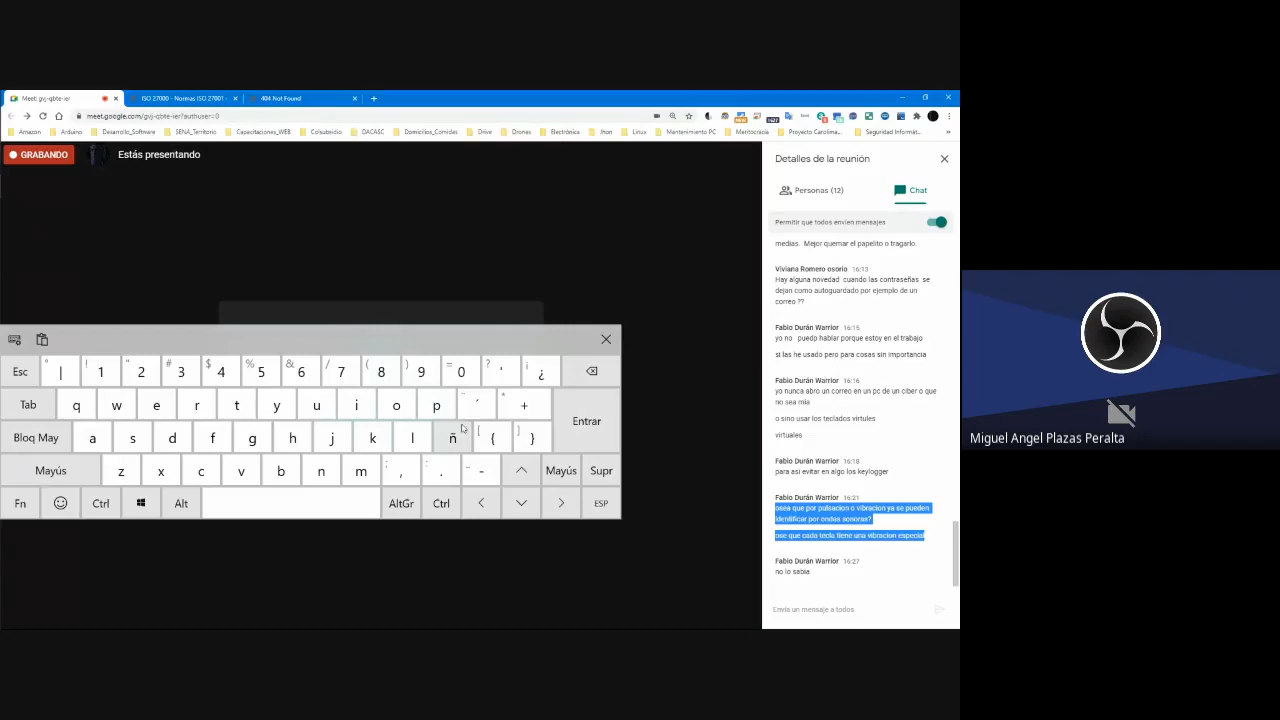 Meet: gvj-qbte-ier
ISO 27000 - Normas ISO 27001 -
404 Not Found
meet.google.com/gvj-qbte-ier?authuser=0
Amazon
Arduino
Desarrollo_Software
SENA_Territorio
Capacitaciones_WEB
Colsubsidio
DACASC
Domicilios_Comidas
Drive
Drones
Electrónica
Jhon
Linux
Mantenimiento PC
Meritocracia
Proyecto Carolima...
Seguridad Informát...
GRABANDO
Estás presentando
Detalles de la reunión
Personas (12)
Chat
Permitir que todos envíen mensajes
medias. Mejor quemar el papelito o tragarlo.
Viviana Romero osorio 16:13
Hay alguna novedad cuando las contraseñas se
dejan como autoguardado por ejemplo de un
correo ??
Fabio Durán Warrior 16:15
yo no puedp hablar porque estoy en el trabajo
si las he usado pero para cosas sin importancia
Fabio Durán Warrior 16:16
yo nunca abro un correo en un pc de un ciber o que
no sea mia
o sino usar los teclados virtules
virtuales
Fabio Durán Warrior 16:18
para asi evitar en algo los keylogger
Fabio Durán Warrior 16:21
osea que por pulsacion o vibracion ya se pueden
identificar por ondas sonoras?
ose que cada tecla tiene una vibracion especial
Fabio Durán Warrior 16:27
no lo sabia
Envía un mensaje a todos
Esc ° | ! 1 " 2 # 3 $ 4 % 5 & 6 / 7 ( 8 ) 9 = 0 ? ' ¡ ¿
Tab q w e r t y u i o p ¨ ´ * +
Entrar
Bloq May a s d f g h j k l ñ [ { ] }
Mayús z x c v b n m ; , : . _ - Mayús Supr
Fn Ctrl Alt AltGr Ctrl ESP
Miguel Angel Plazas Peralta